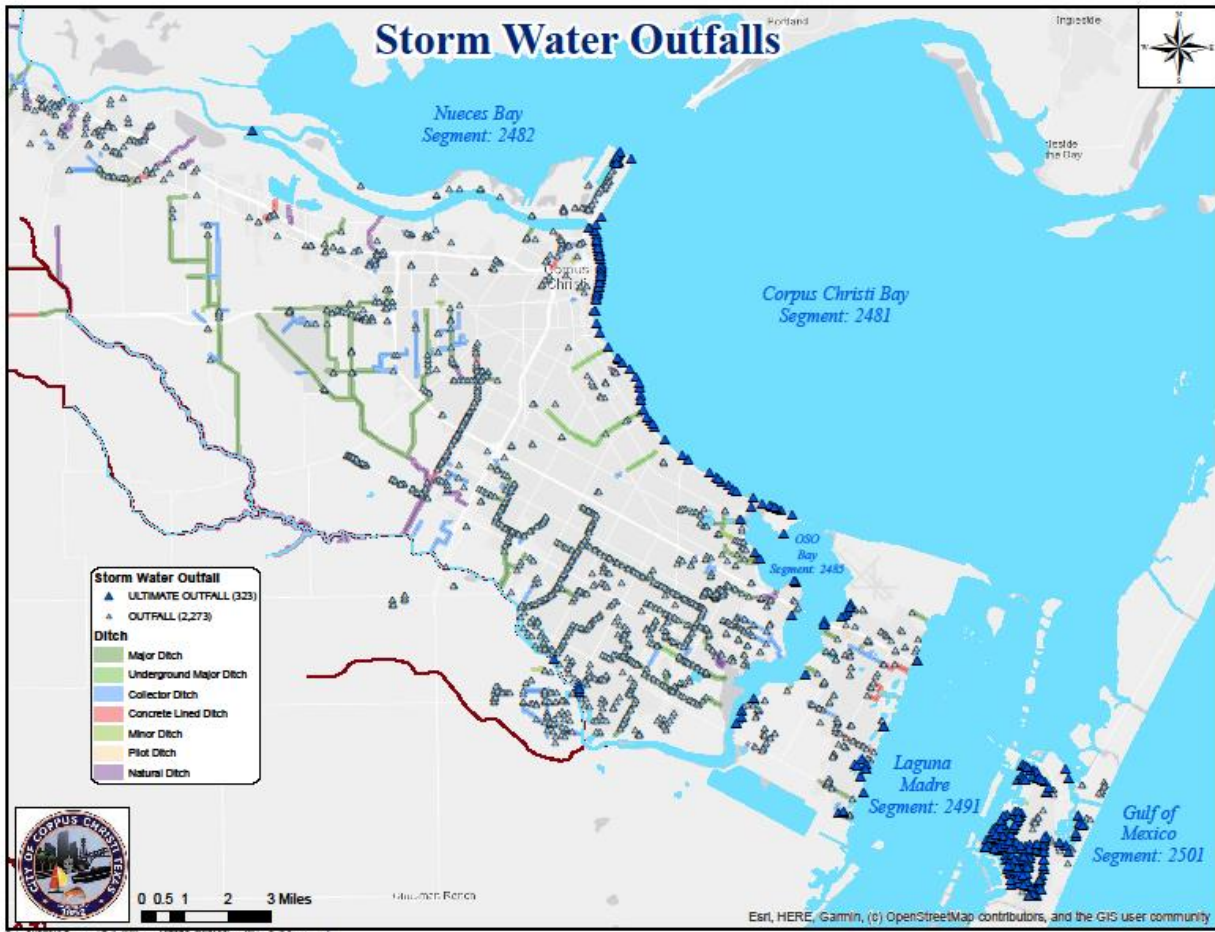 Storm Water Outfalls
Portland
Ingleside
N
W
E
S
Nueces Bay
Segment: 2482
the Bay
Corpus
Christi
Corpus Christi Bay
Segment: 2481
OSO
Bay
Segment: 2485
Storm Water Outfall
ULTIMATE OUTFALL (323)
OUTFALL (2,273)
Ditch
Major Ditch
Underground Major Ditch
Collector Ditch
Concrete Lined Ditch
Minor Ditch
Pilot Ditch
Natural Ditch
Laguna
Madre
Segment: 2491
Gulf of
Mexico
Segment: 2501
CITY OF CORPUS CHRISTI TEXAS
1852
0 0.5 1 2 3 Miles
Esri, HERE, Garmin, (c) OpenStreetMap contributors, and the GIS user community